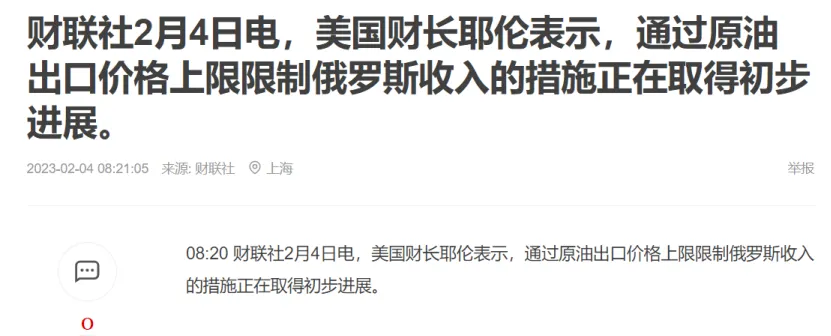 财联社2月4日电，美国财长耶伦表示，通过原油
出口价格上限限制俄罗斯收入的措施正在取得初步
进展。
2023-02-04 08:21:05 来源: 财联社 上海 举报
08:20 财联社2月4日电，美国财长耶伦表示，通过原油出口价格上限限制俄罗斯收入
的措施正在取得初步进展。
0